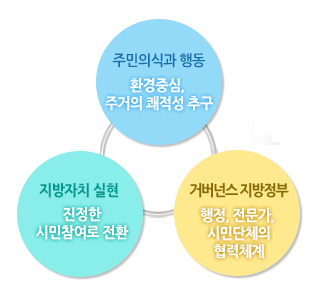 주민의식과 행동
환경중심,
주거의 쾌적성 추구
지방자치 실현
진정한
시민참여로 전환
거버넌스 지방정부
행정, 전문가,
시민단체의
협력체계